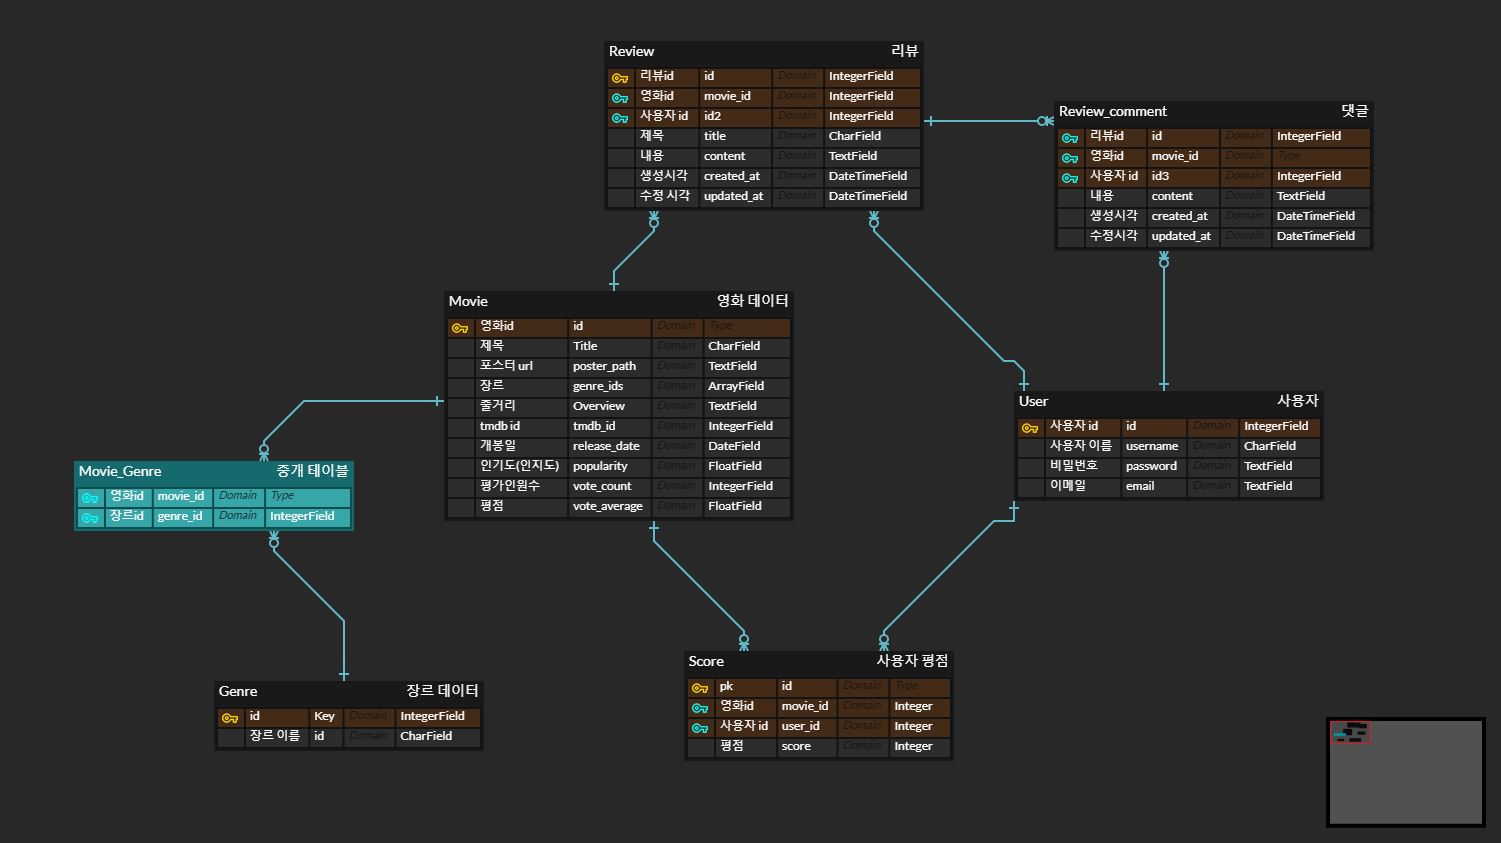 Review 리뷰
리뷰id id Domain IntegerField
영화id movie_id Domain IntegerField
사용자 id id2 Domain IntegerField
제목 title Domain CharField
내용 content Domain TextField
생성시각 created_at Domain DateTimeField
수정 시각 updated_at Domain DateTimeField
Review_comment 댓글
리뷰id id Domain IntegerField
영화id movie_id Domain Type
사용자 id id3 Domain IntegerField
내용 content Domain TextField
생성시각 created_at Domain DateTimeField
수정시각 updated_at Domain DateTimeField
Movie 영화 데이터
영화id id Domain Type
제목 Title Domain CharField
포스터 url poster_path Domain TextField
장르 genre_ids Domain ArrayField
줄거리 Overview Domain TextField
tmdb id tmdb_id Domain IntegerField
개봉일 release_date Domain DateField
인기도(인지도) popularity Domain FloatField
평가인원수 vote_count Domain IntegerField
평점 vote_average Domain FloatField
User 사용자
사용자 id id Domain IntegerField
사용자 이름 username Domain CharField
비밀번호 password Domain TextField
이메일 email Domain TextField
Movie_Genre 중개 테이블
영화id movie_id Domain Type
장르id genre_id Domain IntegerField
Genre 장르 데이터
id Key Domain IntegerField
장르 이름 id Domain CharField
Score 사용자 평점
pk id Domain Type
영화id movie_id Domain Integer
사용자 id user_id Domain Integer
평점 score Domain Integer